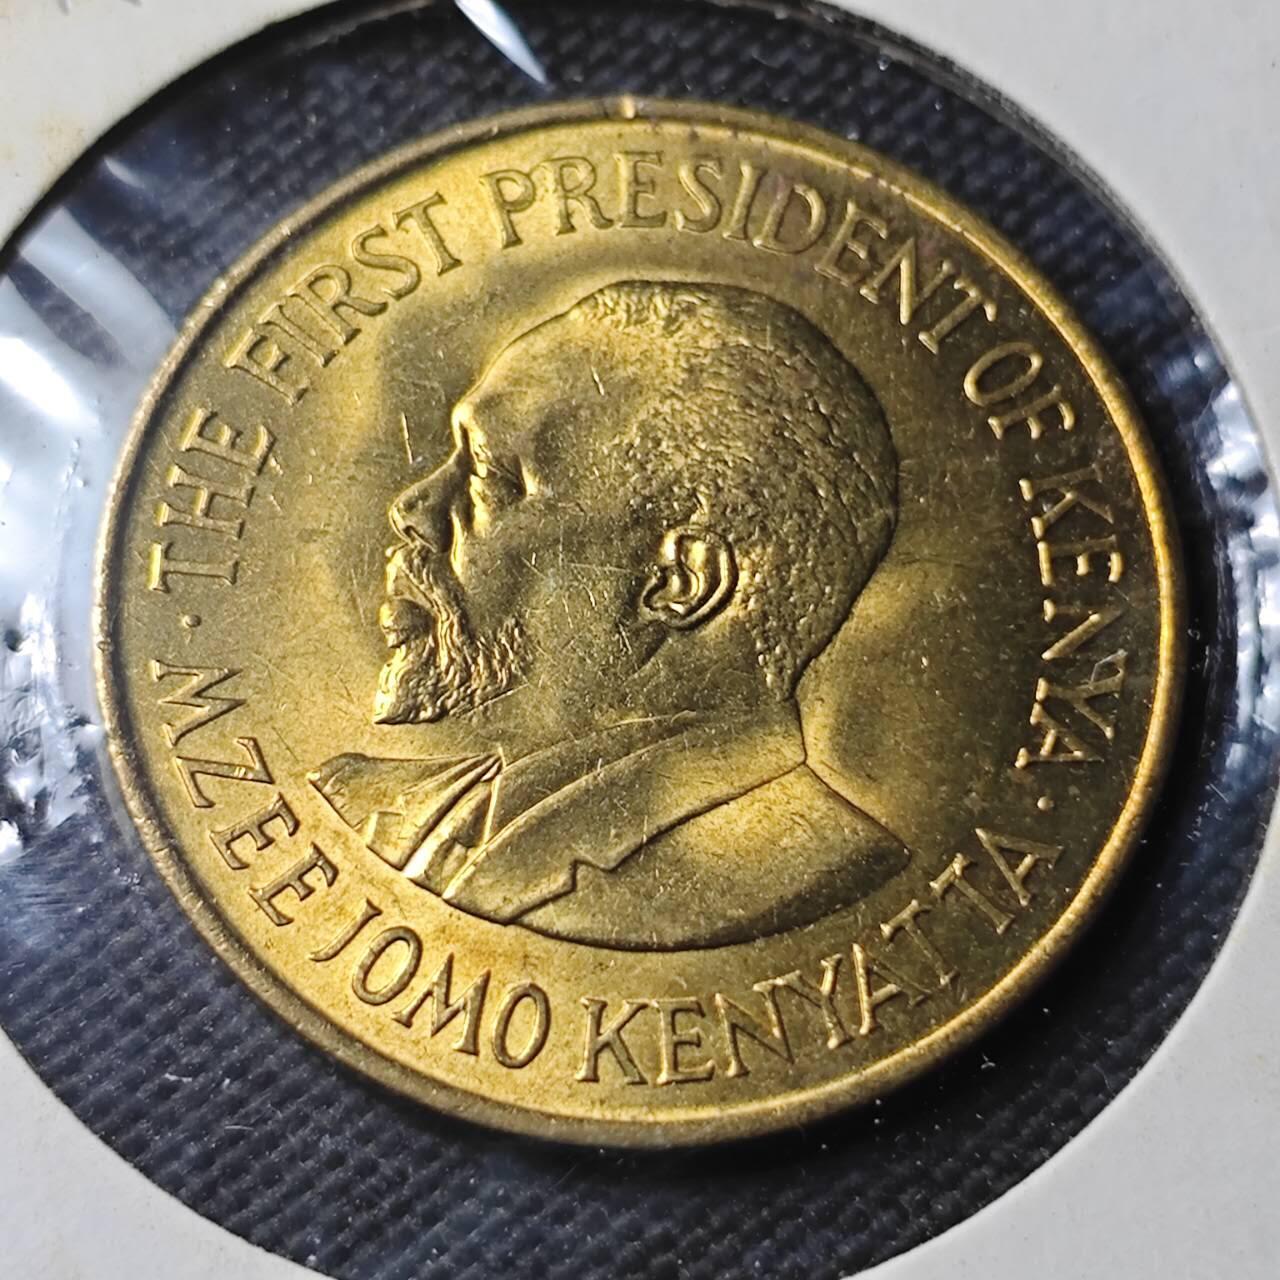 · THE FIRST PRESIDENT OF KENYA ·
MZEE JOMO KENYATTA